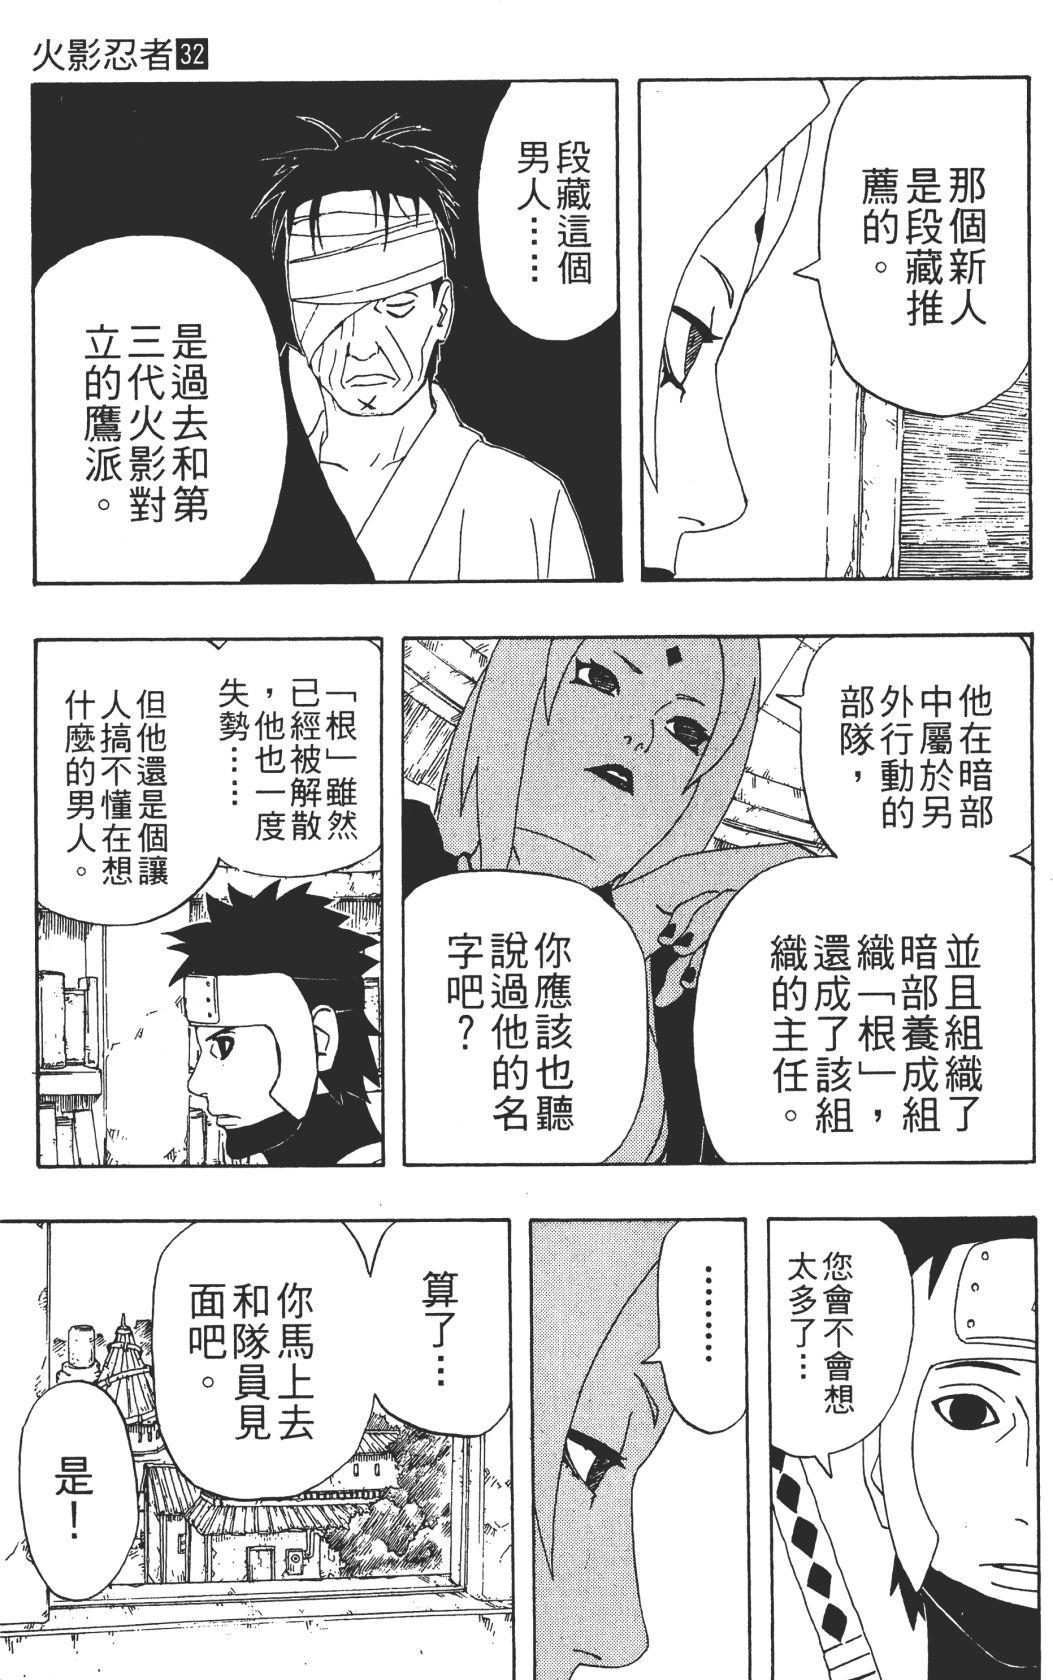 火影忍者32
那個新人
是段藏推
薦的。
段藏這個
男人……
是過去和第
三代火影對
立的鷹派。
他在暗部
中屬於另
外行動的
部隊，
並且組織了
暗部養成組
織「根」，
還成了該組
織的主任。
你應該也聽
說過他的名
字吧？
「根」雖然
已經被解散
，他也一度
失勢……
但他還是個讓
人搞不懂在想
什麼的男人。
您會不會想
太多了…
………
算了…
你馬上去
和隊員見
面吧。
是！